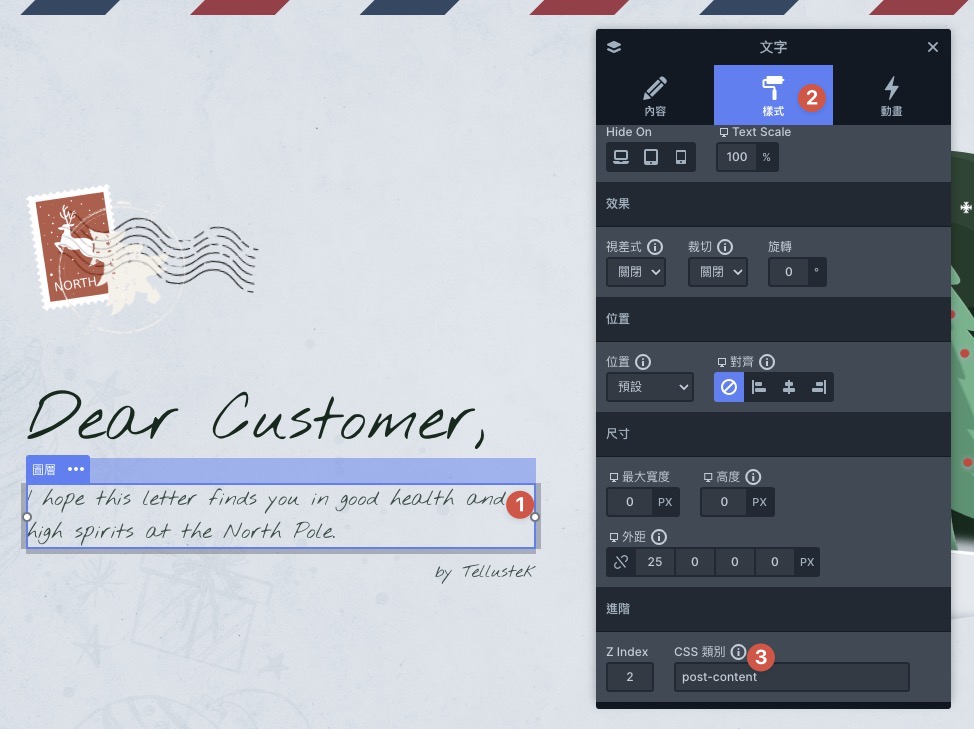 NORTH
Dear Customer,
圖層
I hope this letter finds you in good health and
high spirits at the North Pole.
1
by TellusteK
文字
內容
樣式
2
動畫
Hide On
Text Scale
100 %
效果
視差式
裁切
旋轉
關閉
關閉
0 °
位置
位置
對齊
預設
尺寸
最大寬度
高度
0 PX
0 PX
外距
25 0 0 0 PX
進階
Z Index
CSS 類別
3
2
post-content